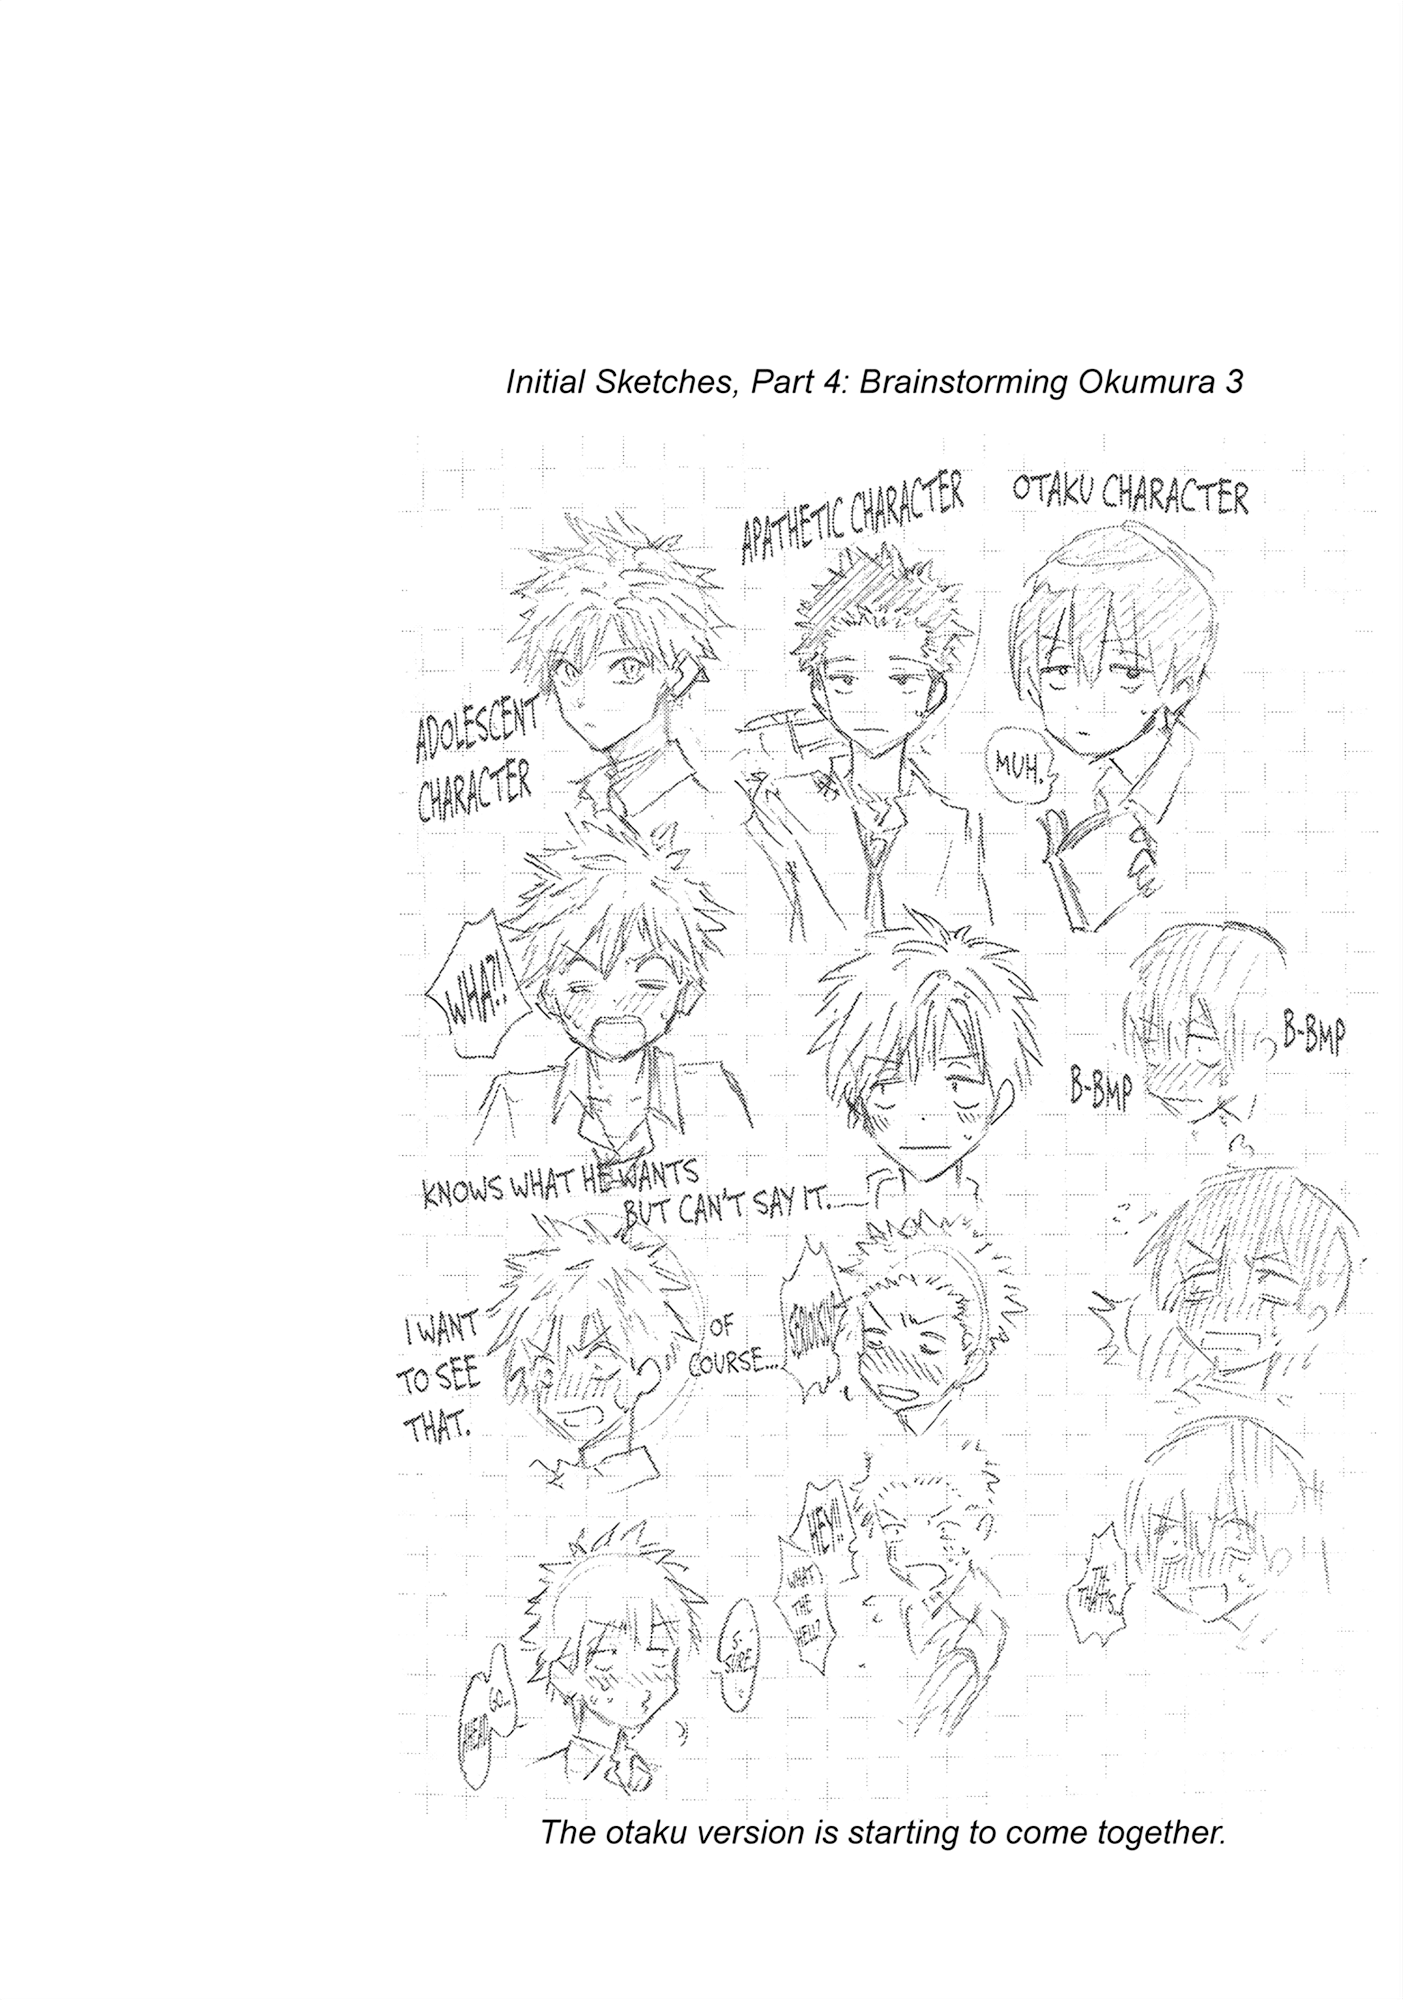 Initial Sketches, Part 4: Brainstorming Okumura 3
ADOLESCENT
CHARACTER
APATHETIC CHARACTER
OTAKU CHARACTER
MUH.
WHA?!
B-BMP
B-BMP
KNOWS WHAT HE WANTS
BUT CAN'T SAY IT.
I WANT
TO SEE
THAT.
OF
COURSE...
SERIOUSLY?
HEY!!
WHAT
THE
HELL?
TH
THAT'S...
S-
SURE
GO...
The otaku version is starting to come together.